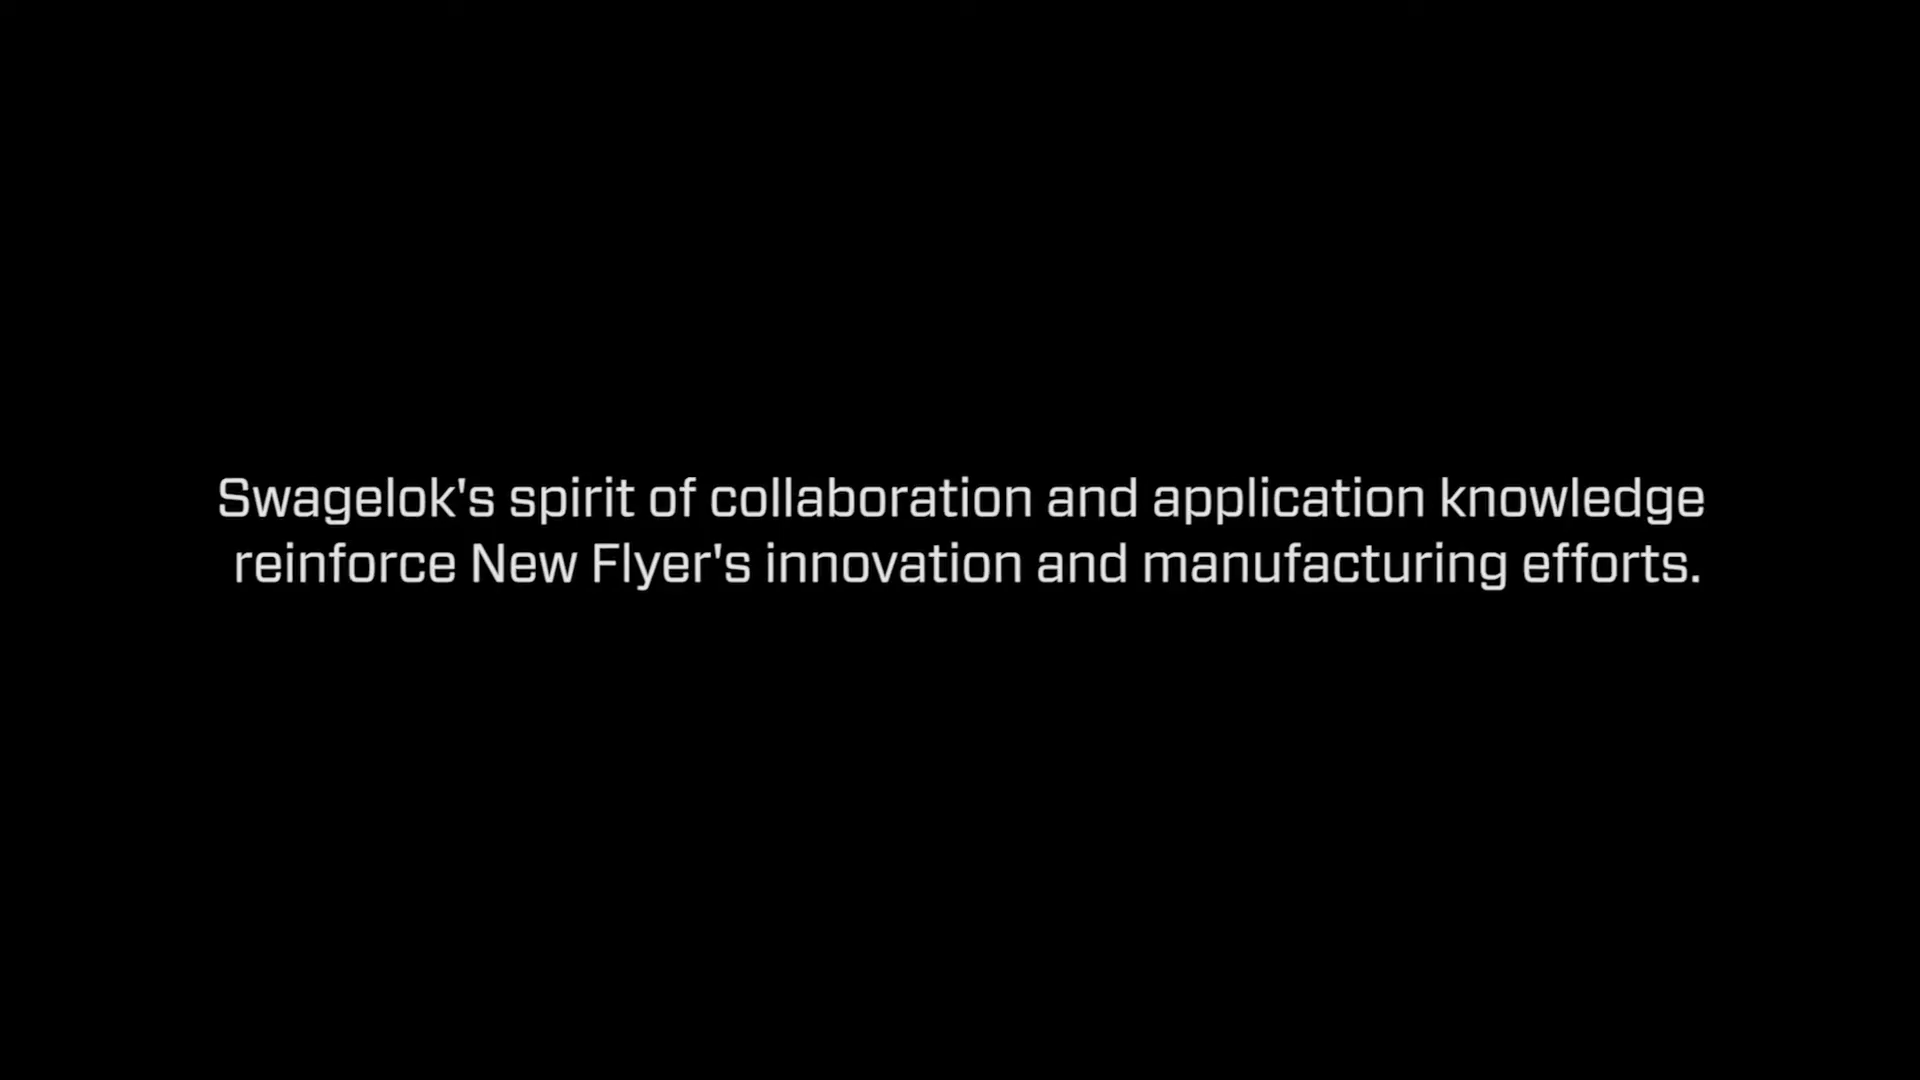 Swagelok's spirit of collaboration and application knowledge
reinforce New Flyer's innovation and manufacturing efforts.